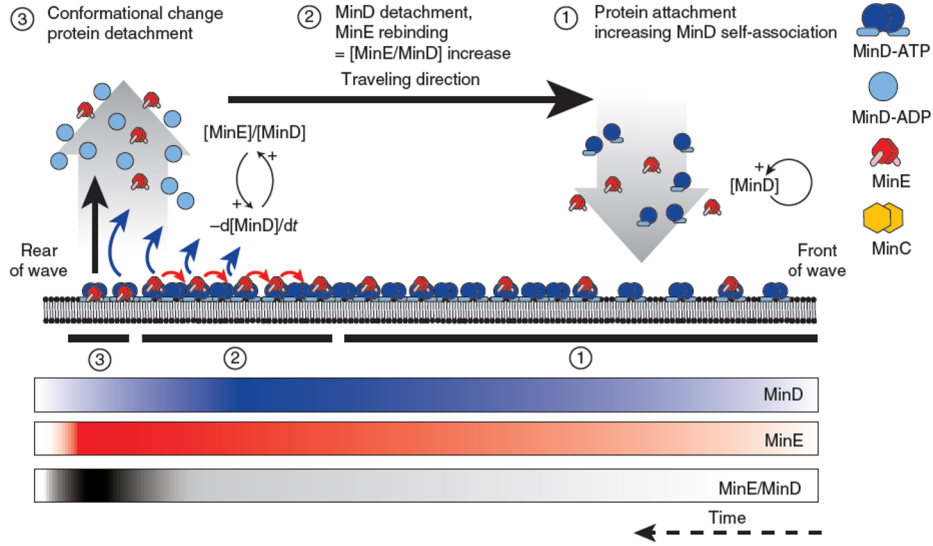 ③ Conformational change
protein detachment
② MinD detachment,
MinE rebinding
= [MinE/MinD] increase
Traveling direction
① Protein attachment
increasing MinD self-association
MinD-ATP
MinD-ADP
MinE
MinC
[MinE]/[MinD]
+
+
–d[MinD]/dt
+
[MinD]
Rear
of wave
Front
of wave
③
②
①
MinD
MinE
MinE/MinD
Time